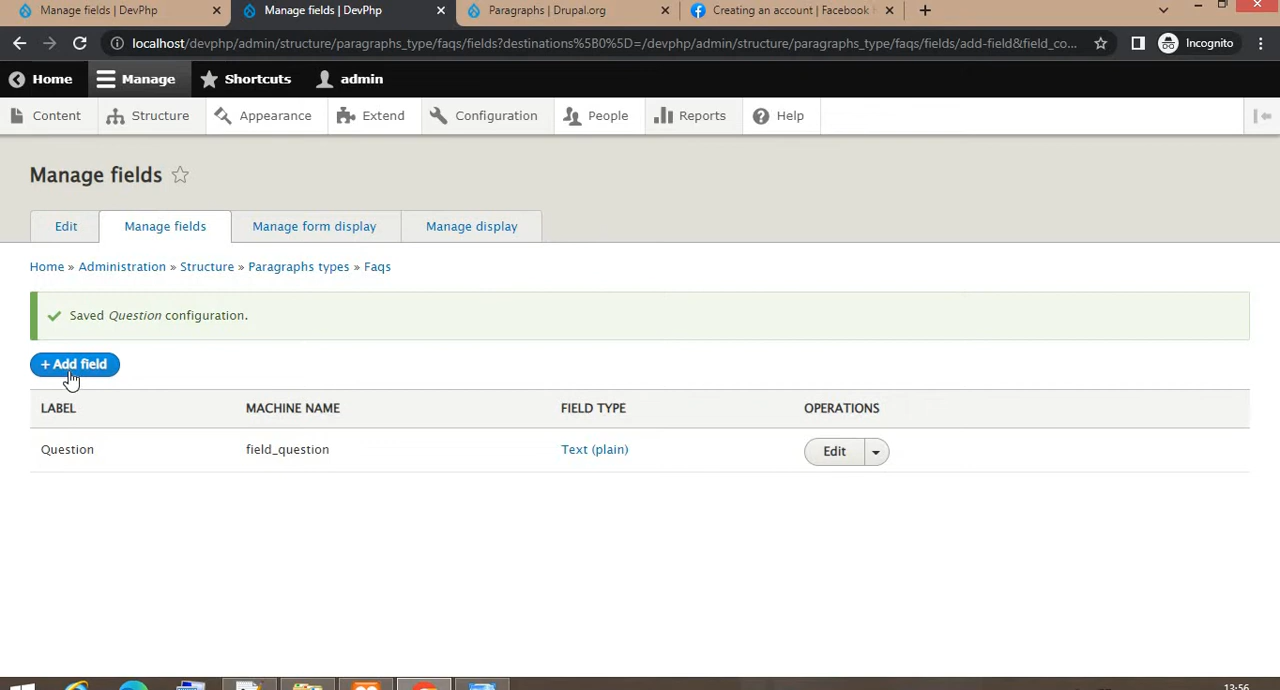 Manage fields | DevPhp
Manage fields | DevPhp
Paragraphs | Drupal.org
Creating an account | Facebook
localhost/devphp/admin/structure/paragraphs_type/faqs/fields?destinations%5B0%5D=/devphp/admin/structure/paragraphs_type/faqs/fields/add-field&field_co...
Incognito
Home
Manage
Shortcuts
admin
Content
Structure
Appearance
Extend
Configuration
People
Reports
Help
Manage fields
Edit
Manage fields
Manage form display
Manage display
Home » Administration » Structure » Paragraphs types » Faqs
Saved Question configuration.
+ Add field
LABEL MACHINE NAME FIELD TYPE OPERATIONS
Question field_question Text (plain) Edit
13:56